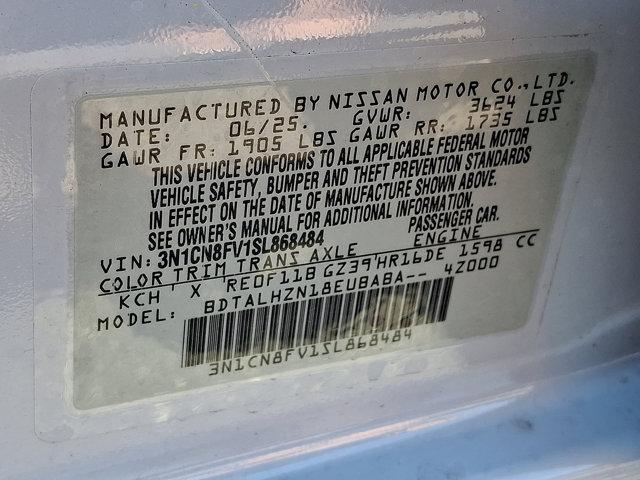 MANUFACTURED BY NISSAN MOTOR CO.,LTD.
DATE: 06/25. GVWR: 3624 LBS
GAWR FR: 1905 LBS GAWR RR: 1735 LBS
THIS VEHICLE CONFORMS TO ALL APPLICABLE FEDERAL MOTOR
VEHICLE SAFETY, BUMPER AND THEFT PREVENTION STANDARDS
IN EFFECT ON THE DATE OF MANUFACTURE SHOWN ABOVE.
SEE OWNER'S MANUAL FOR ADDITIONAL INFORMATION.
VIN: 3N1CN8FV1SL868484 PASSENGER CAR.
COLOR TRIM TRANS AXLE ENGINE
KCH X RE0F11B GZ39 HR16DE 1598 CC
MODEL: BDTALHZN18EUBABA-- 4Z000
3N1CN8FV1SL868484